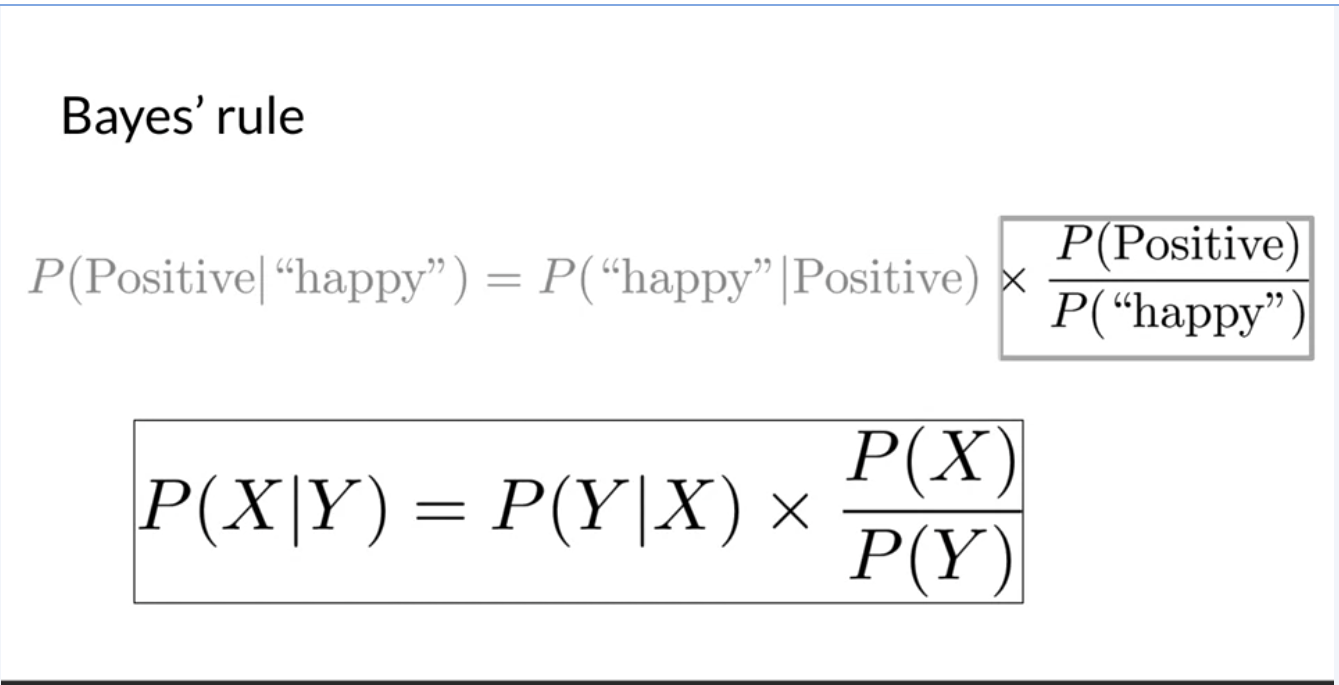 Bayes’ rule
P(Positive|“happy”) = P(“happy”|Positive) × P(Positive) / P(“happy”)
P(X|Y) = P(Y|X) × P(X) / P(Y)